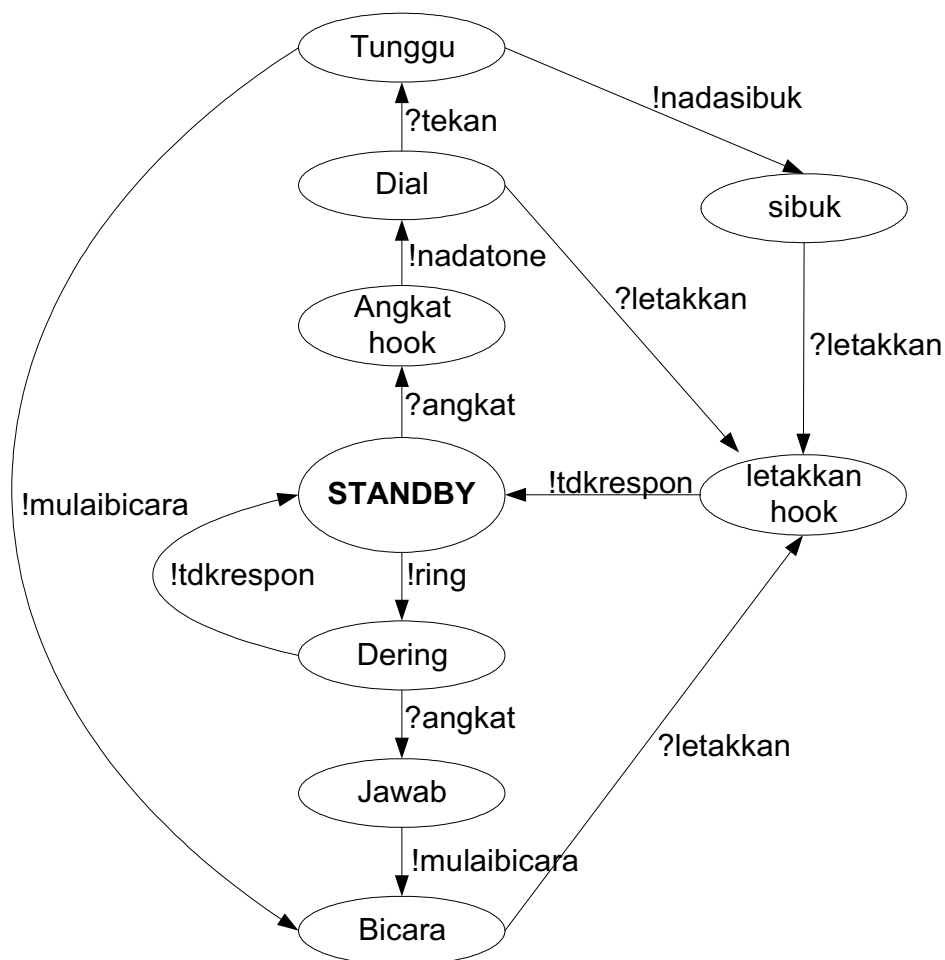 Tunggu
!nadasibuk
?tekan
Dial
sibuk
!nadatone
?letakkan
Angkat
hook
?letakkan
?angkat
STANDBY
!tdkrespon
letakkan
hook
!mulaibicara
!tdkrespon
!ring
Dering
?angkat
?letakkan
Jawab
!mulaibicara
Bicara